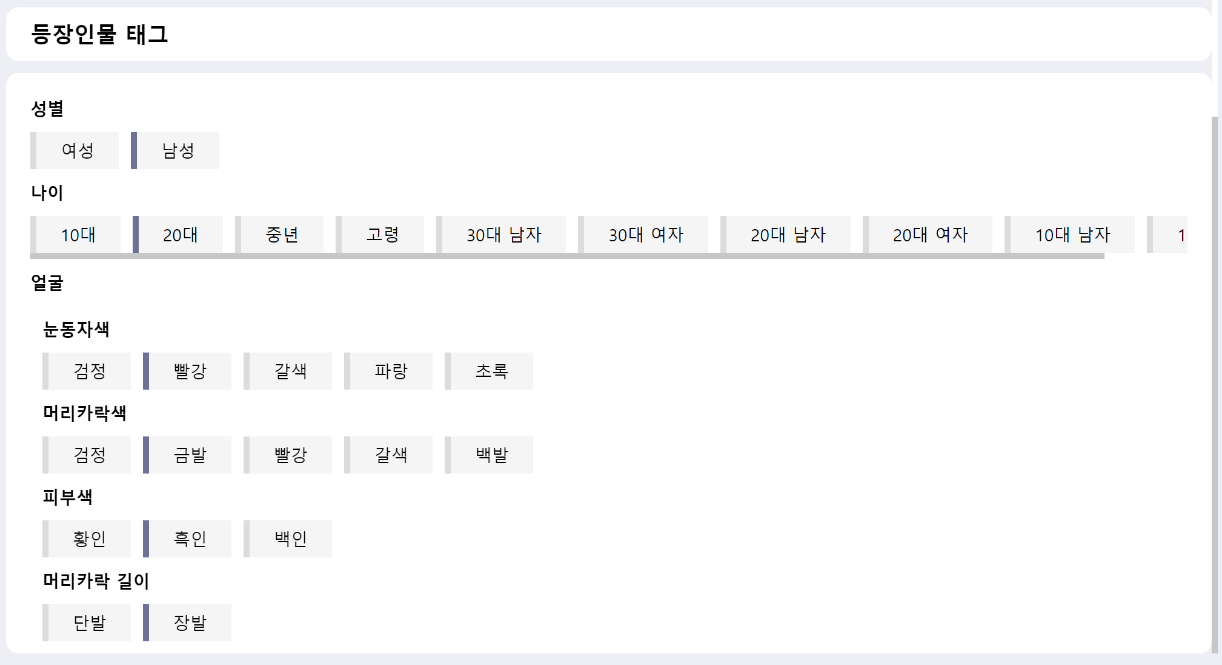 등장인물 태그
성별
여성 남성
나이
10대 20대 중년 고령 30대 남자 30대 여자 20대 남자 20대 여자 10대 남자 1
얼굴
눈동자색
검정 빨강 갈색 파랑 초록
머리카락색
검정 금발 빨강 갈색 백발
피부색
황인 흑인 백인
머리카락 길이
단발 장발